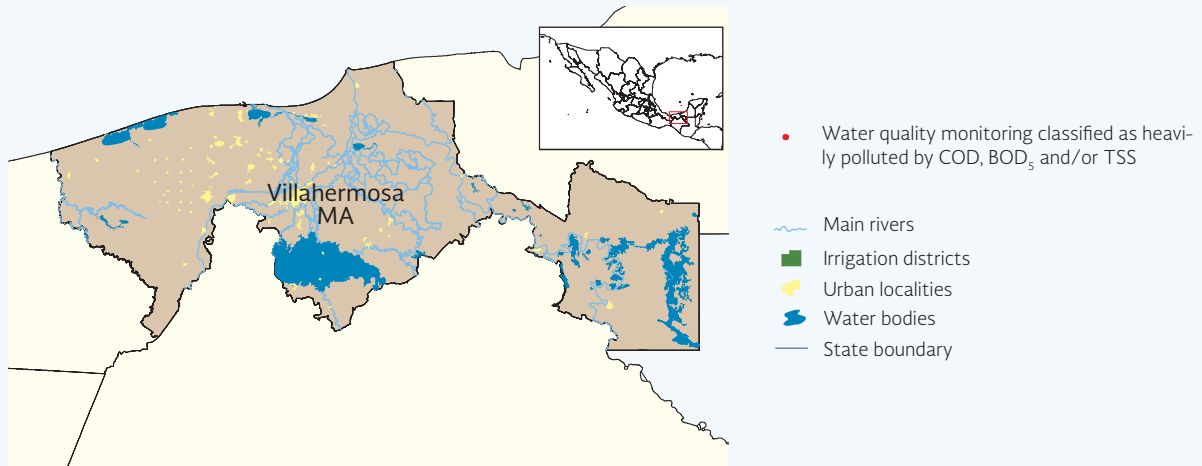 Villahermosa
MA
Water quality monitoring classified as heavi-
ly polluted by COD, BOD₅ and/or TSS
Main rivers
Irrigation districts
Urban localities
Water bodies
State boundary